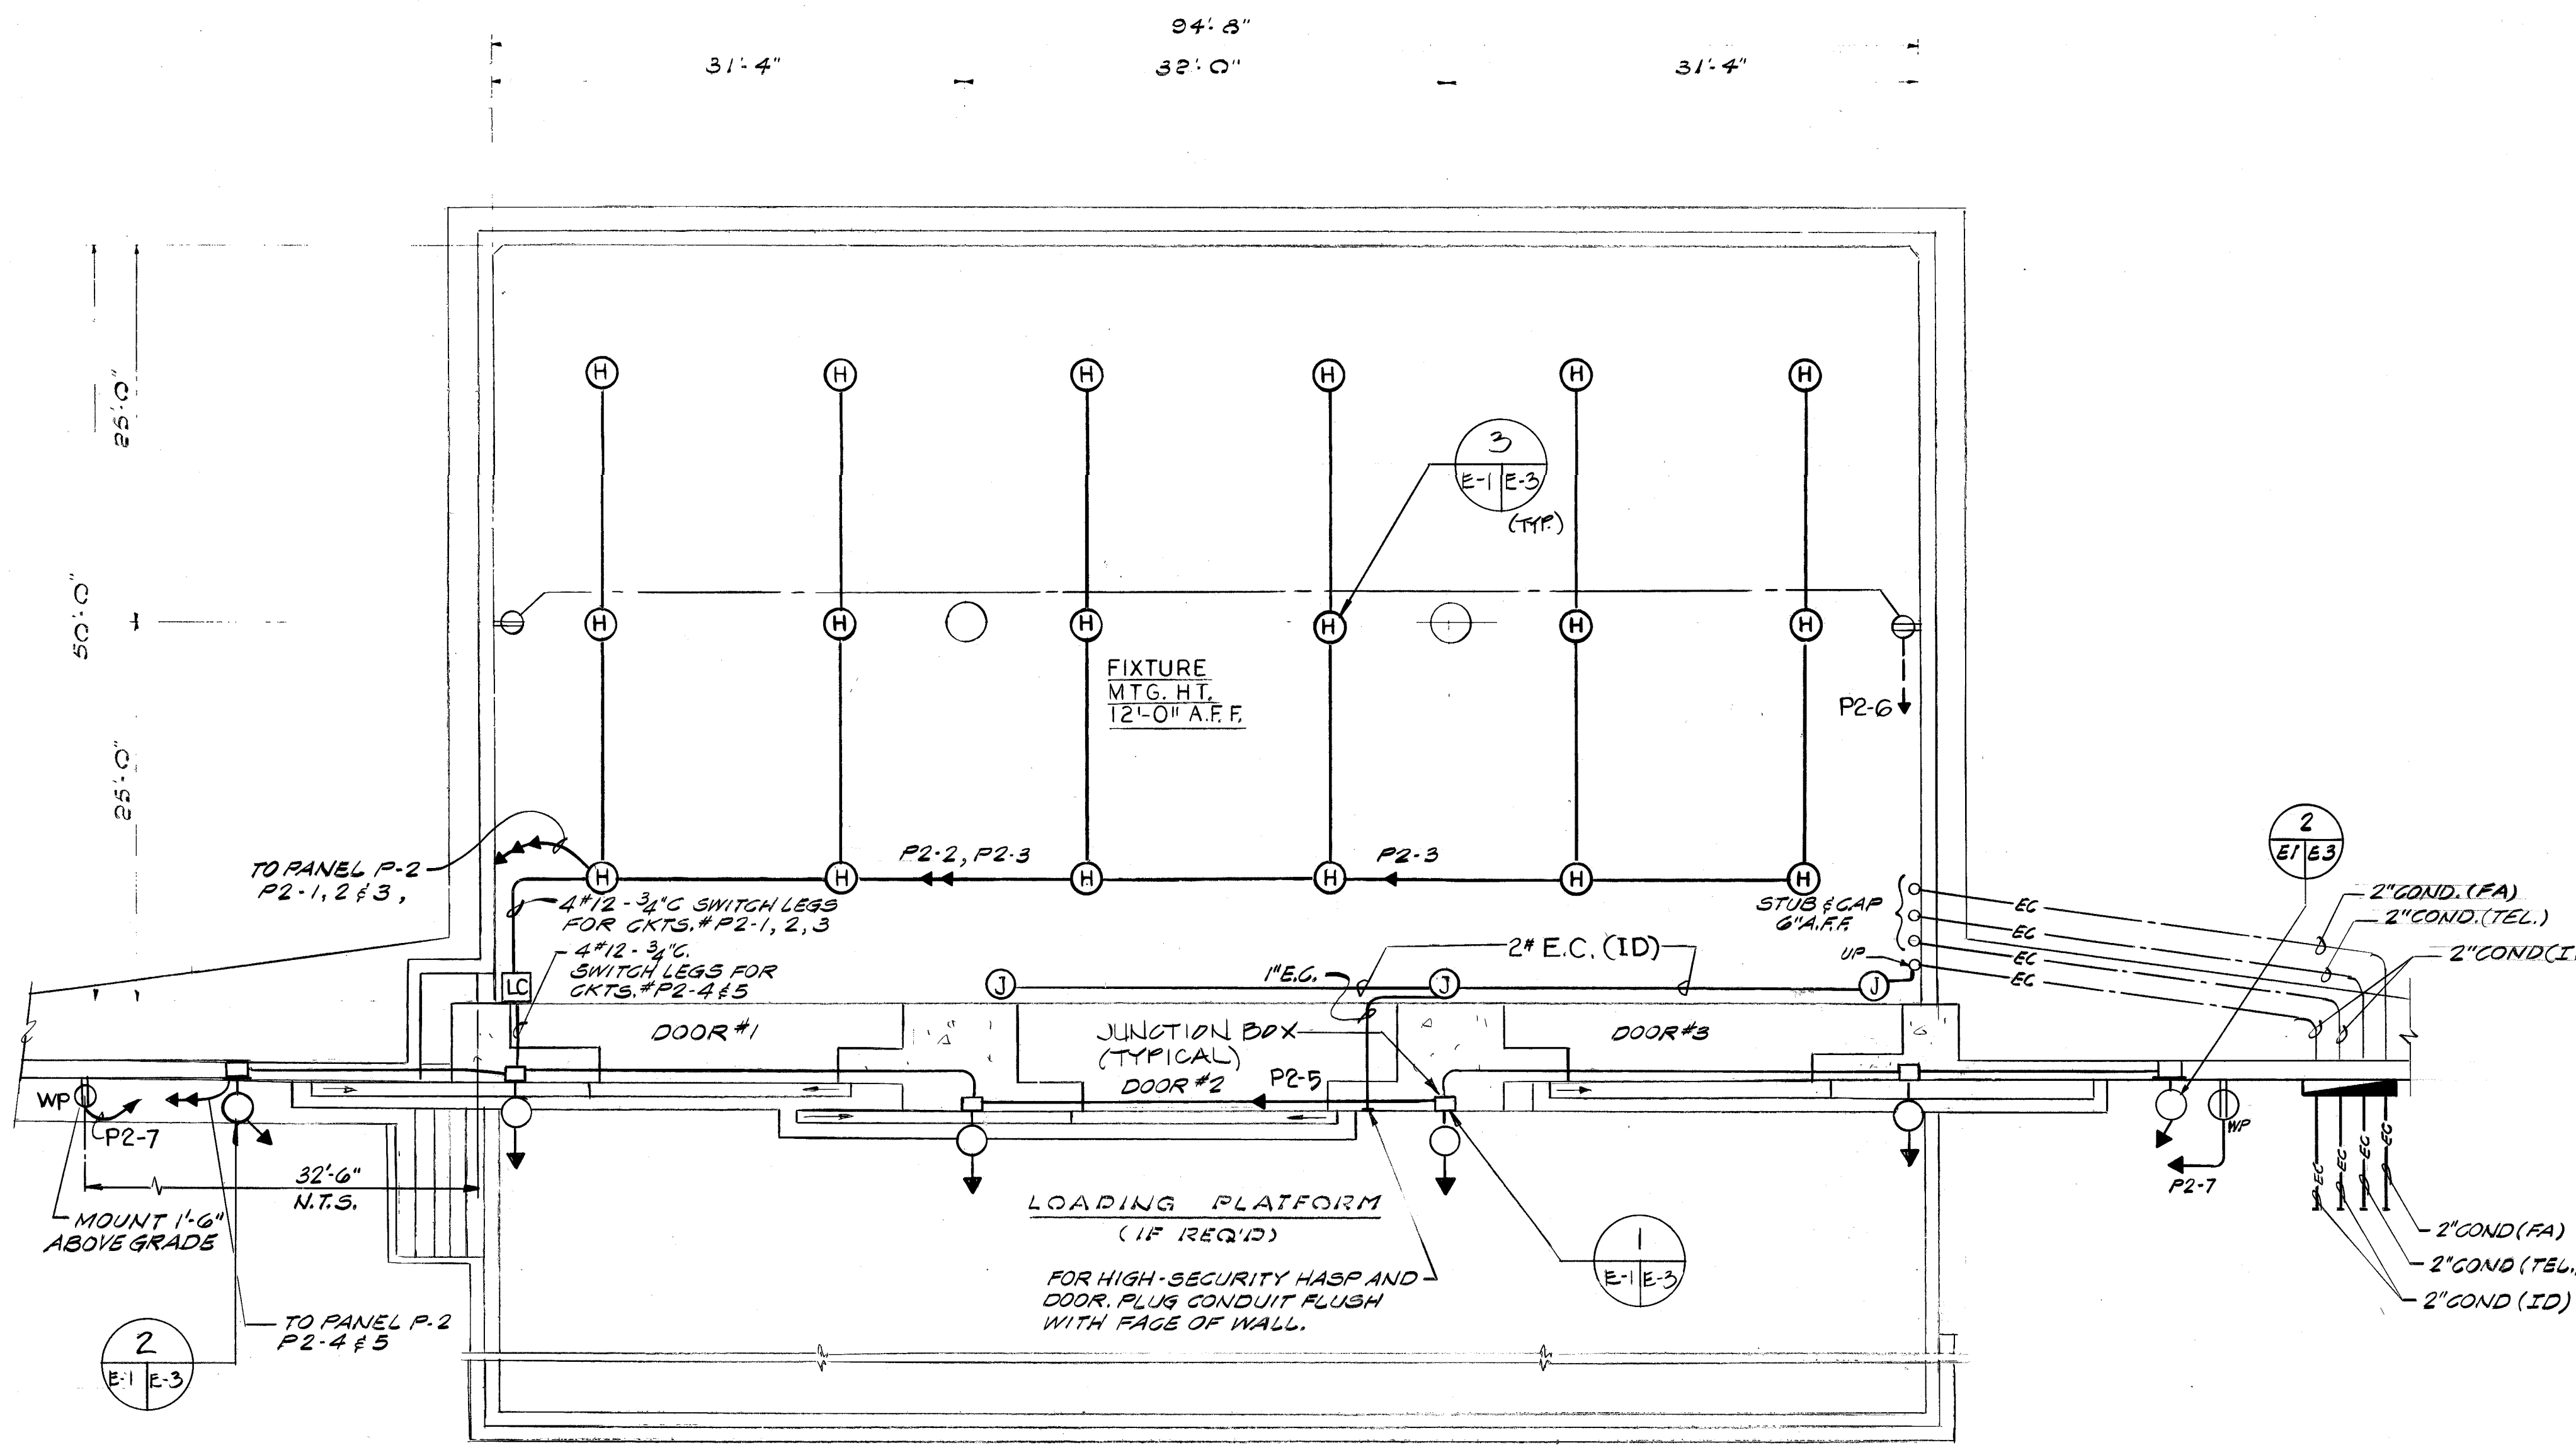 94'-8"
31'-4"
32'-0"
31'-4"
25'-0"
50'-0"
25'-0"
H H H H H H
3
E-1 E-3
(TYP.)
H H H H H H
FIXTURE
MTG. HT.
12'-0" A.F.F.
P2-6
TO PANEL P-2
P2-1, 2 & 3,
P2-2, P2-3
P2-3
H H H H H H
4#12-3/4"C SWITCH LEGS
FOR CKTS.#P2-1, 2, 3
4#12-3/4"C.
SWITCH LEGS FOR
CKTS.#P2-4 & 5
STUB & CAP
6"A.F.F.
UP
EC
EC
EC
EC
2
E1 E3
2"COND.(FA)
2"COND.(TEL.)
2"COND(I
2" E.C. (ID)
1"E.C.
LC
J
J
J
DOOR #1
JUNCTION BOX
(TYPICAL)
DOOR #2
P2-5
DOOR #3
WP
P2-7
32'-6"
N.T.S.
MOUNT 1'-6"
ABOVE GRADE
TO PANEL P-2
P2-4 & 5
2
E-1 E-3
LOADING PLATFORM
(IF REQ'D)
FOR HIGH-SECURITY HASP AND
DOOR. PLUG CONDUIT FLUSH
WITH FACE OF WALL.
1
E-1 E-3
WP
P2-7
EC
EC
EC
EC
2"COND(FA)
2"COND(TEL.
2"COND(ID)